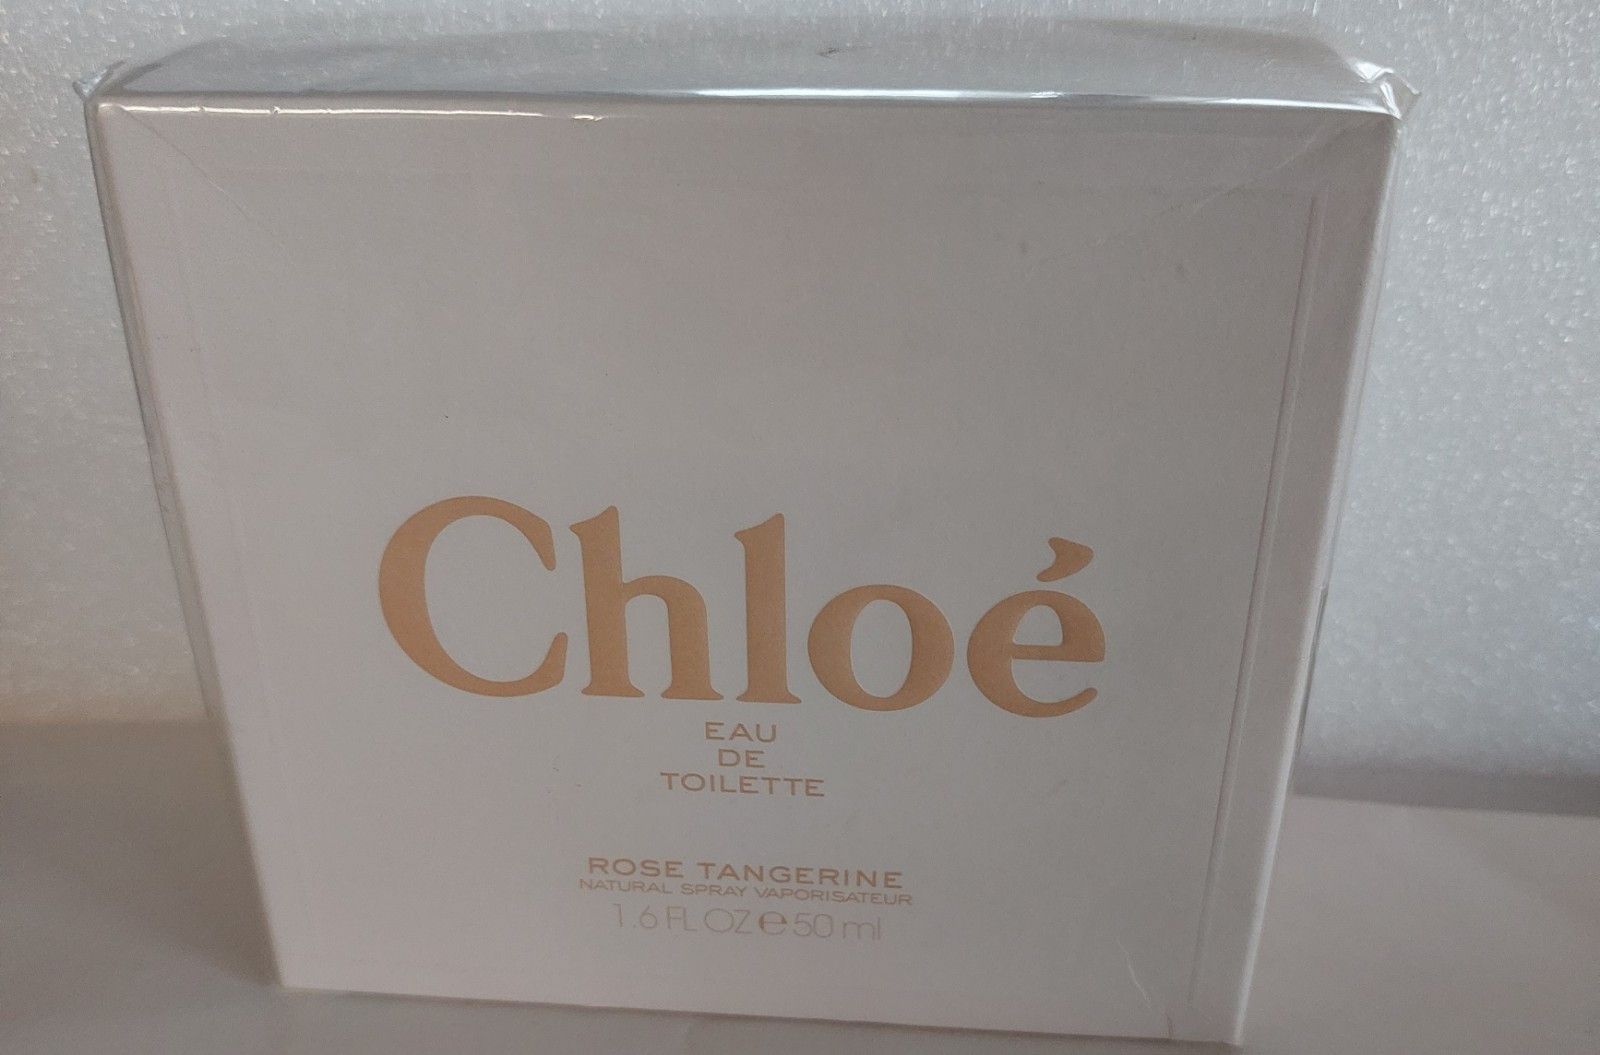 Chloé
EAU
DE
TOILETTE
ROSE TANGERINE
NATURAL SPRAY VAPORISATEUR
1.6 FL OZ ℮ 50 ml